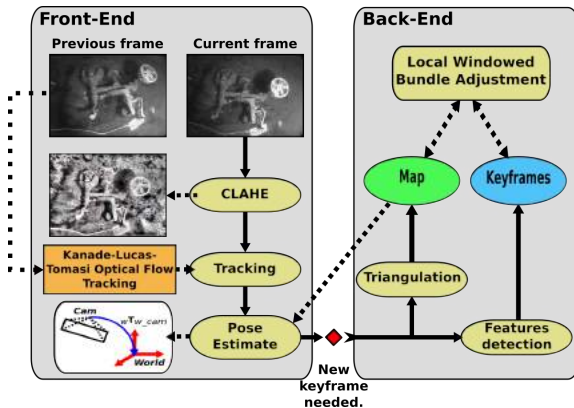 Front-End
Previous frame
Current frame
CLAHE
Kanade-Lucas-
Tomasi Optical Flow
Tracking
Tracking
Cam
wTw_cam
World
Pose
Estimate
New
keyframe
needed.
Back-End
Local Windowed
Bundle Adjustment
Map
Keyframes
Triangulation
Features
detection